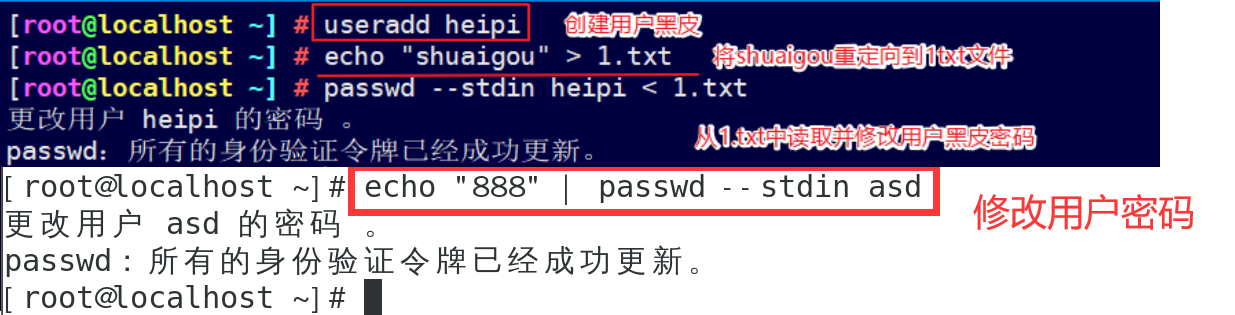 [root@localhost ~] # useradd heipi 创建用户黑皮
[root@localhost ~] # echo "shuaigou" > 1.txt 将shuaigou重定向到1txt文件
[root@localhost ~] # passwd --stdin heipi < 1.txt
更改用户 heipi 的密码 。
从1.txt中读取并修改用户黑皮密码
passwd：所有的身份验证令牌已经成功更新。
[root@localhost ~]# echo "888" | passwd --stdin asd
修改用户密码
更改用户 asd 的密码 。
passwd：所有的身份验证令牌已经成功更新。
[root@localhost ~]#